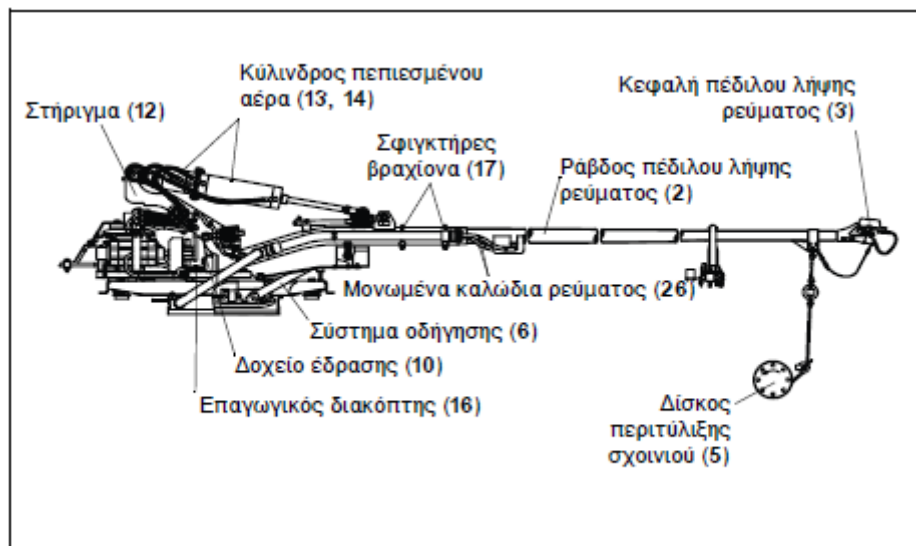 Κύλινδρος πεπιεσμένου
αέρα (13, 14)
Στήριγμα (12)
Κεφαλή πέδιλου λήψης
ρεύματος (3)
Σφιγκτήρες
βραχίονα (17)
Ράβδος πέδιλου λήψης
ρεύματος (2)
Μονωμένα καλώδια ρεύματος (26)
Σύστημα οδήγησης (6)
Δοχείο έδρασης (10)
Επαγωγικός διακόπτης (16)
Δίσκος
περιτύλιξης
σχοινιού (5)